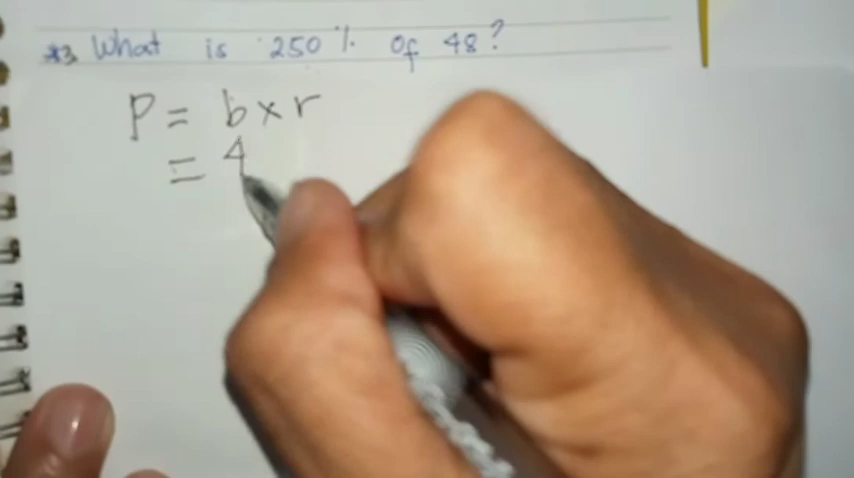 *3. What is 250% of 48?
P = b × r
= 4